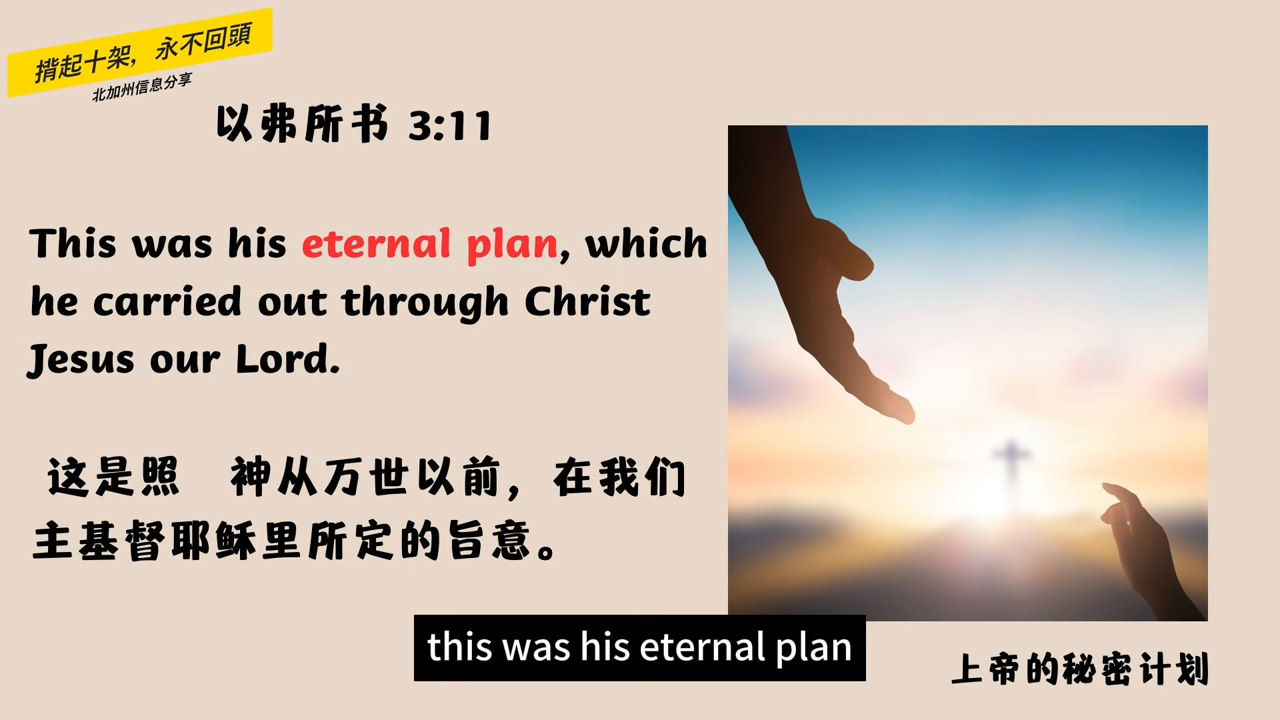 揹起十架，永不回頭
北加州信息分享
以弗所书 3:11
This was his eternal plan, which
he carried out through Christ
Jesus our Lord.
这是照　神从万世以前，在我们
主基督耶稣里所定的旨意。
this was his eternal plan
上帝的秘密计划